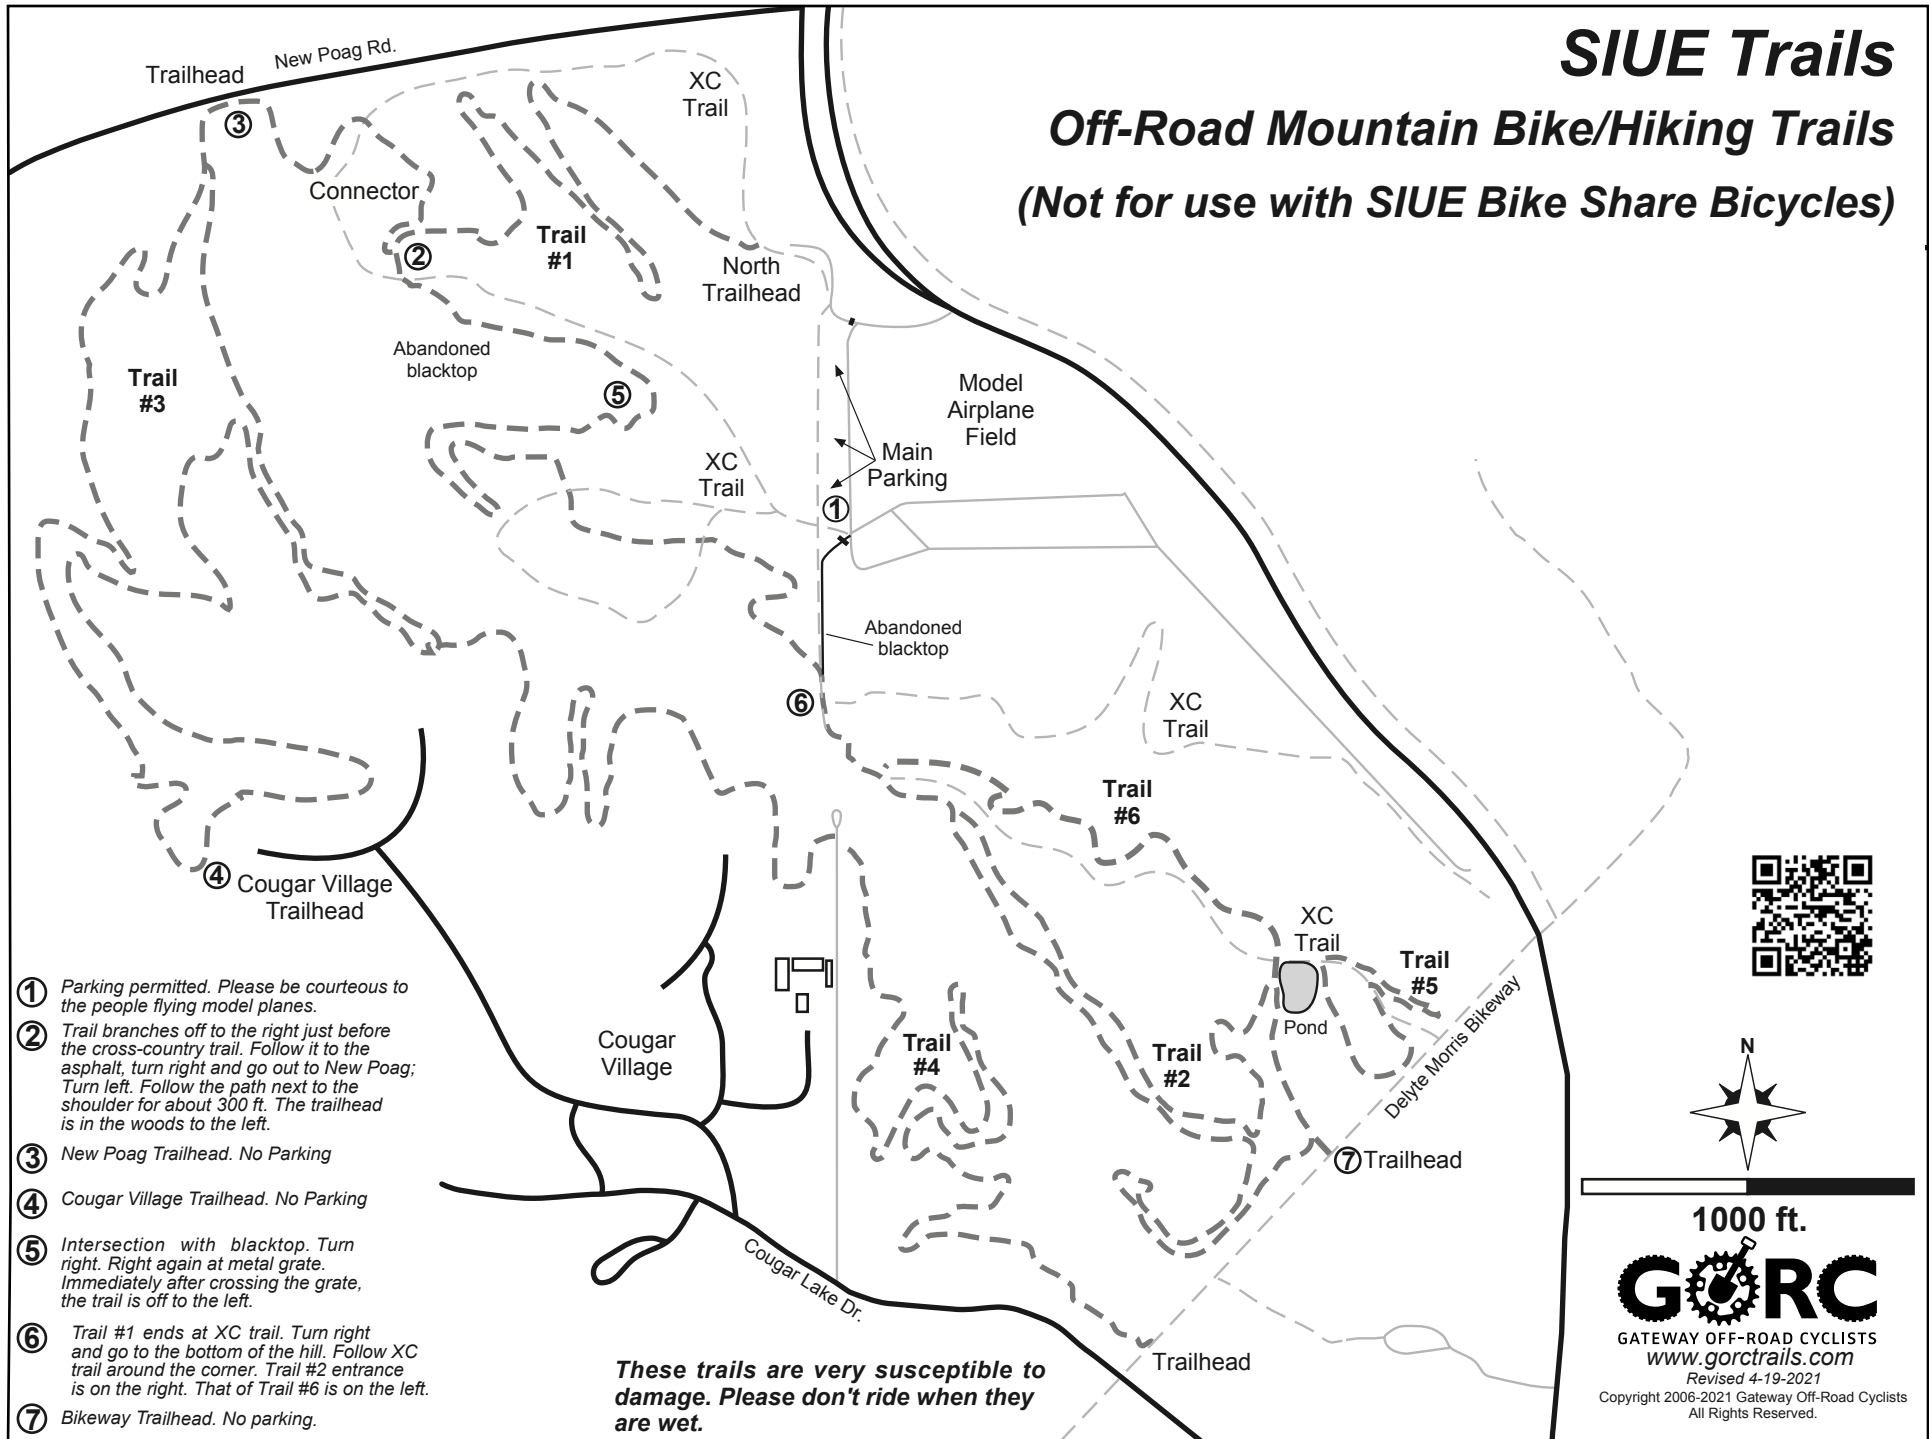 SIUE Trails
Off-Road Mountain Bike/Hiking Trails
(Not for use with SIUE Bike Share Bicycles)
New Poag Rd.
Trailhead
3
XC
Trail
Connector
2
Trail
#1
North
Trailhead
Abandoned
blacktop
Trail
#3
5
Model
Airplane
Field
Main
Parking
XC
Trail
1
Abandoned
blacktop
6
XC
Trail
Trail
#6
4
Cougar Village
Trailhead
XC
Trail
Trail
#5
Pond
Cougar
Village
Trail
#4
Trail
#2
Delyte Morris Bikeway
7
Trailhead
Cougar Lake Dr.
Trailhead
1 Parking permitted. Please be courteous to
the people flying model planes.
2 Trail branches off to the right just before
the cross-country trail. Follow it to the
asphalt, turn right and go out to New Poag;
Turn left. Follow the path next to the
shoulder for about 300 ft. The trailhead
is in the woods to the left.
3 New Poag Trailhead. No Parking
4 Cougar Village Trailhead. No Parking
5 Intersection with blacktop. Turn
right. Right again at metal grate.
Immediately after crossing the grate,
the trail is off to the left.
6 Trail #1 ends at XC trail. Turn right
and go to the bottom of the hill. Follow XC
trail around the corner. Trail #2 entrance
is on the right. That of Trail #6 is on the left.
7 Bikeway Trailhead. No parking.
These trails are very susceptible to
damage. Please don't ride when they
are wet.
N
1000 ft.
GORC
GATEWAY OFF-ROAD CYCLISTS
www.gorctrails.com
Revised 4-19-2021
Copyright 2006-2021 Gateway Off-Road Cyclists
All Rights Reserved.